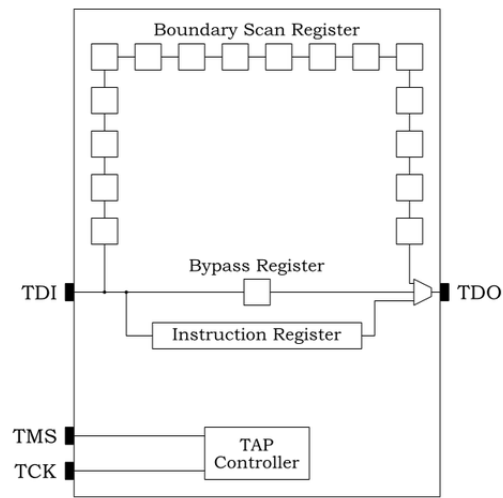 Boundary Scan Register
Bypass Register
TDI
TDO
Instruction Register
TMS
TAP
Controller
TCK